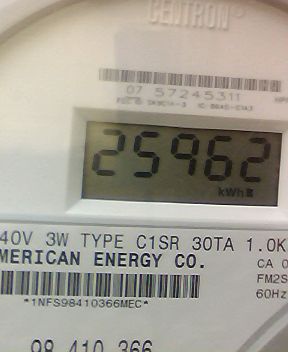 CENTRON®
07 57245311
25962
kWh
40V 3W TYPE C1SR 30TA 1.0K
MERICAN ENERGY CO.
CA 0
FM2S
60Hz
*1NFS98410366MEC*
98 410 366